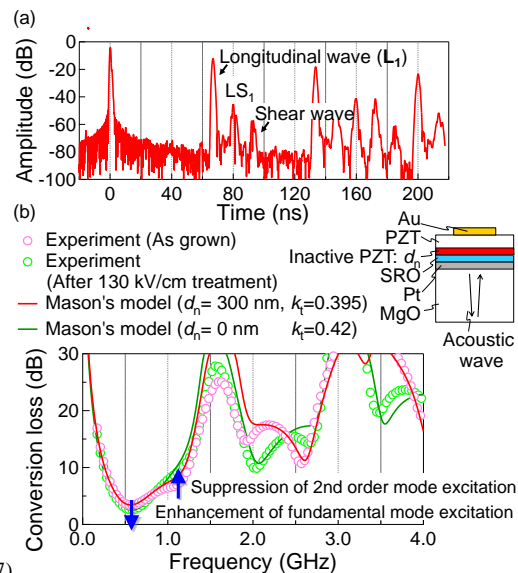 (a)
Amplitude (dB)
0
-20
-40
-60
-80
-100
Longitudinal wave (L₁)
LS₁
Shear wave
0 40 80 120 160 200
Time (ns)
(b)
Experiment (As grown)
Experiment
(After 130 kV/cm treatment)
Mason's model (dₙ= 300 nm, kₜ=0.395)
Mason's model (dₙ= 0 nm kₜ=0.42)
Au
PZT
Inactive PZT: dₙ
SRO
Pt
MgO
Acoustic
wave
Conversion loss (dB)
30
20
10
0
Suppression of 2nd order mode excitation
Enhancement of fundamental mode excitation
0.0 1.0 2.0 3.0 4.0
Frequency (GHz)